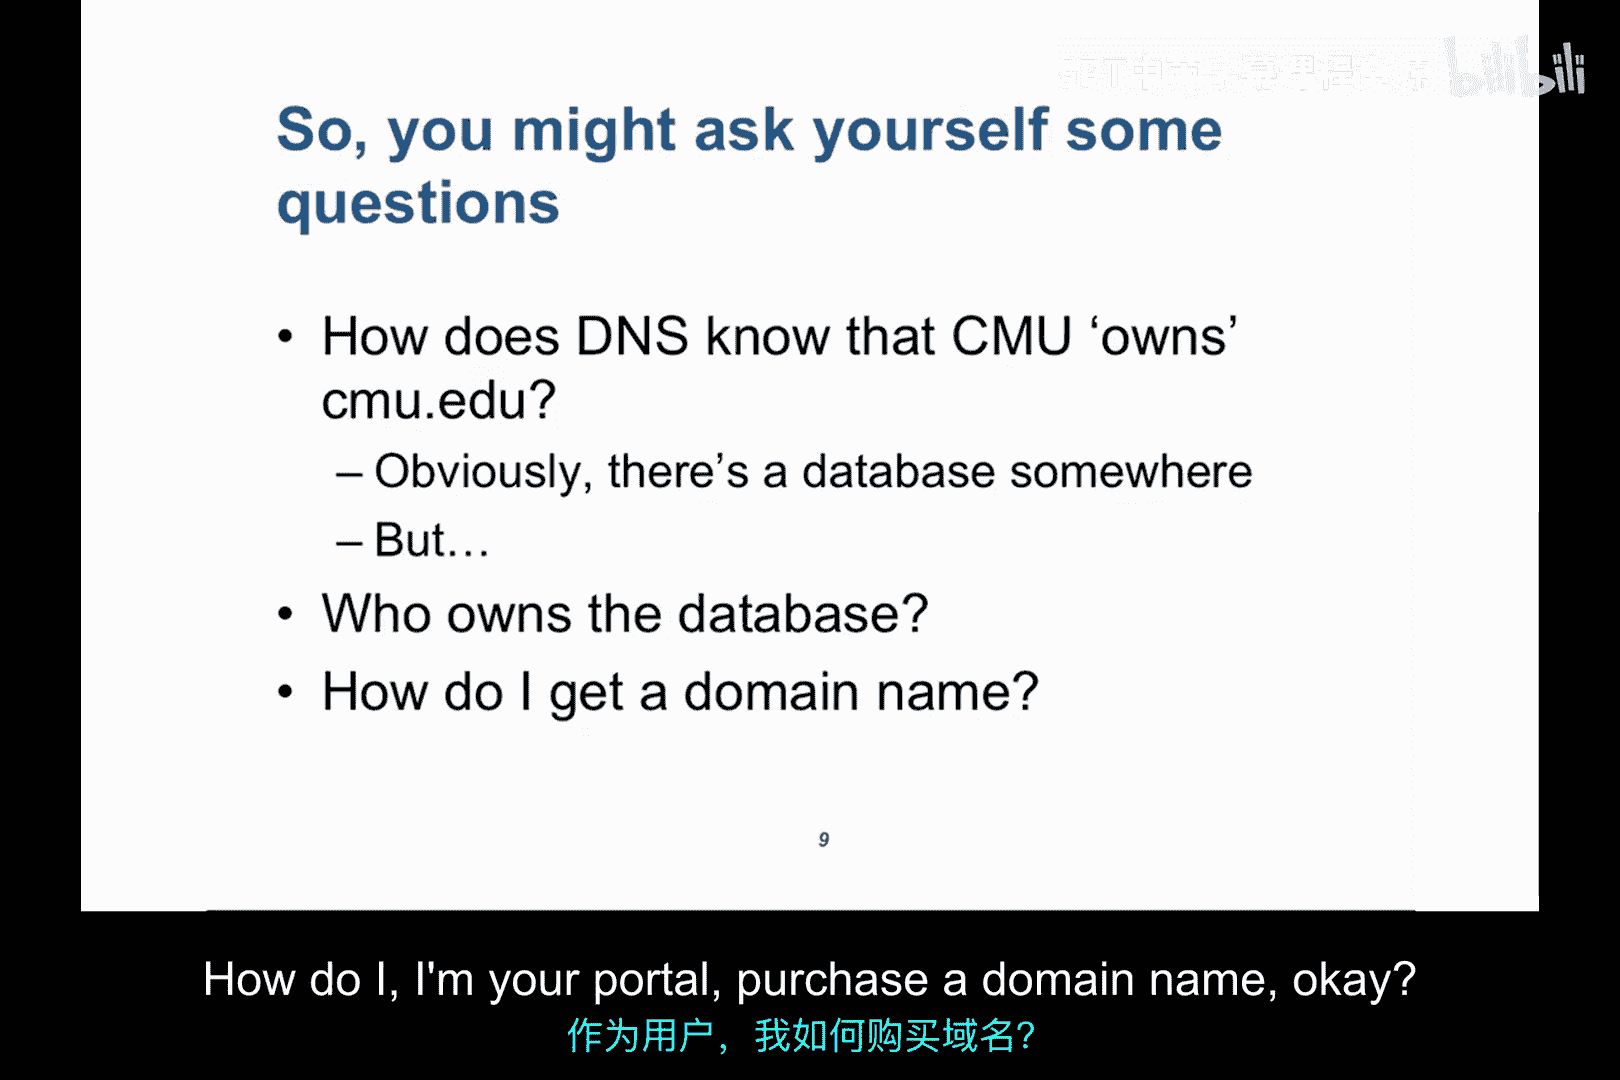 bilibili
So, you might ask yourself some
questions
• How does DNS know that CMU ‘owns’
cmu.edu?
– Obviously, there’s a database somewhere
– But…
• Who owns the database?
• How do I get a domain name?
9
How do I, I'm your portal, purchase a domain name, okay?
作为用户，我如何购买域名？